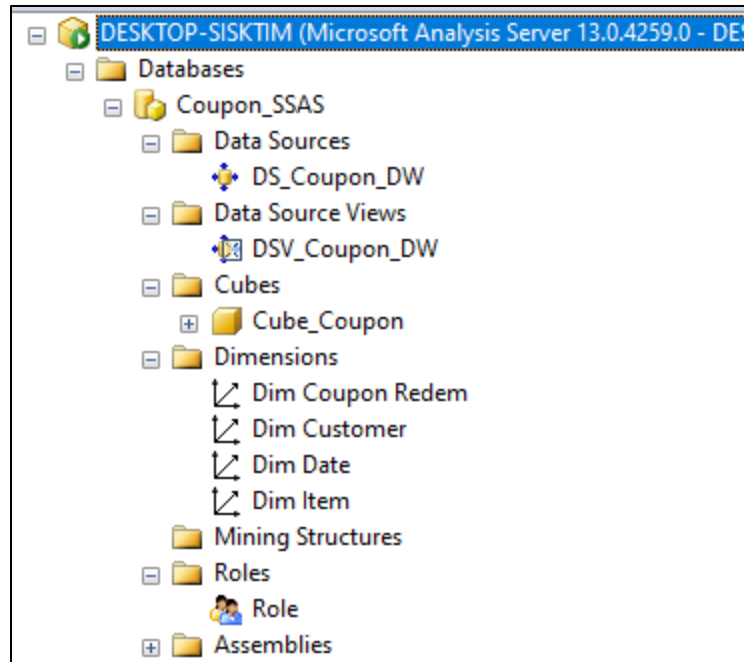 DESKTOP-SISKTIM (Microsoft Analysis Server 13.0.4259.0 - DES
Databases
Coupon_SSAS
Data Sources
DS_Coupon_DW
Data Source Views
DSV_Coupon_DW
Cubes
Cube_Coupon
Dimensions
Dim Coupon Redem
Dim Customer
Dim Date
Dim Item
Mining Structures
Roles
Role
Assemblies